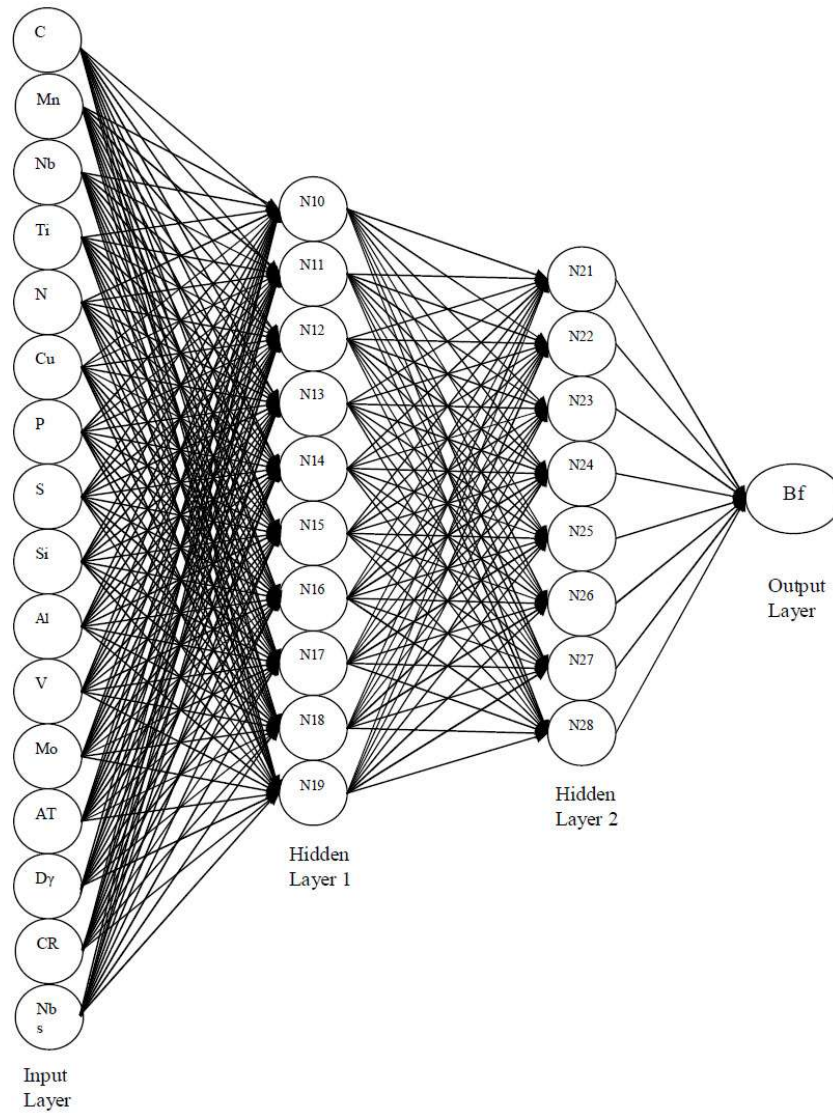 C
Mn
Nb
Ti
N
Cu
P
S
Si
Al
V
Mo
AT
Dγ
CR
Nb
s
Input
Layer
N10
N11
N12
N13
N14
N15
N16
N17
N18
N19
Hidden
Layer 1
N21
N22
N23
N24
N25
N26
N27
N28
Hidden
Layer 2
Bf
Output
Layer